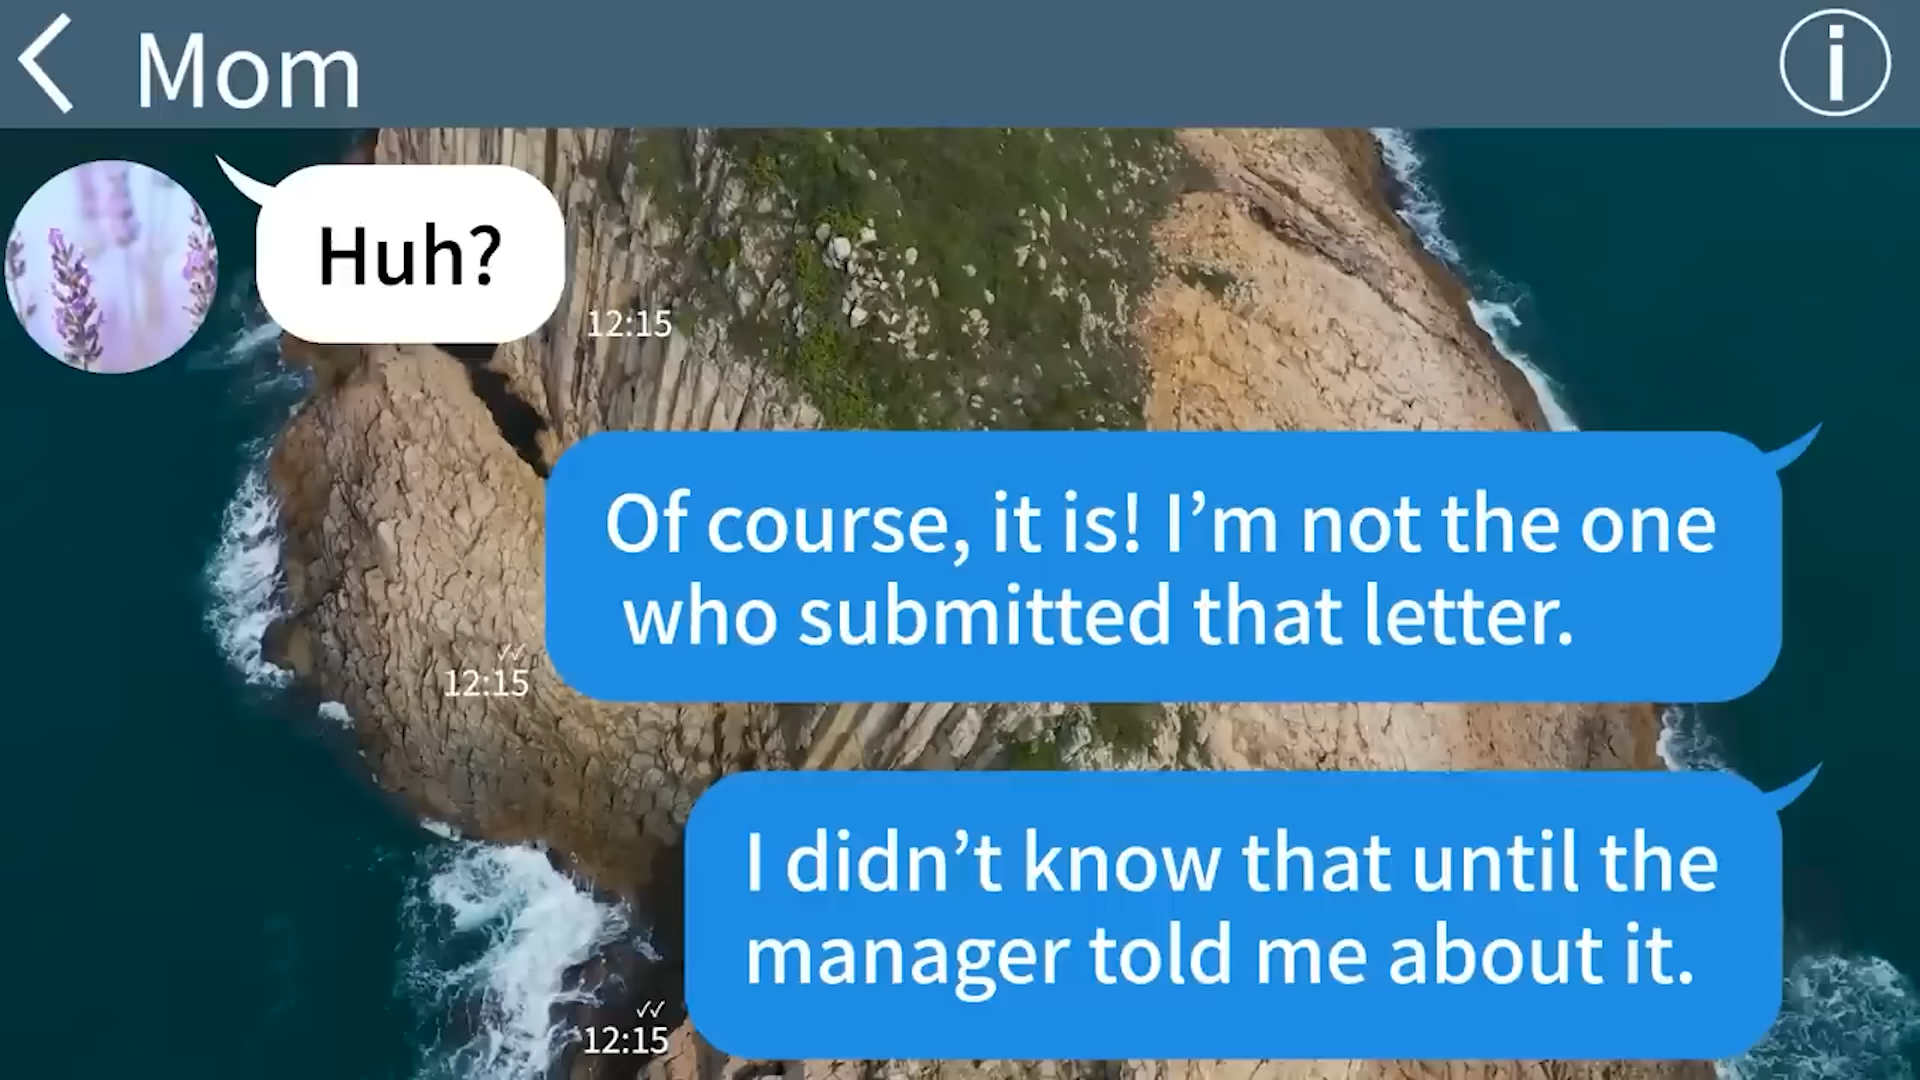 Mom
Huh?
12:15
Of course, it is! I’m not the one
who submitted that letter.
12:15
I didn’t know that until the
manager told me about it.
12:15